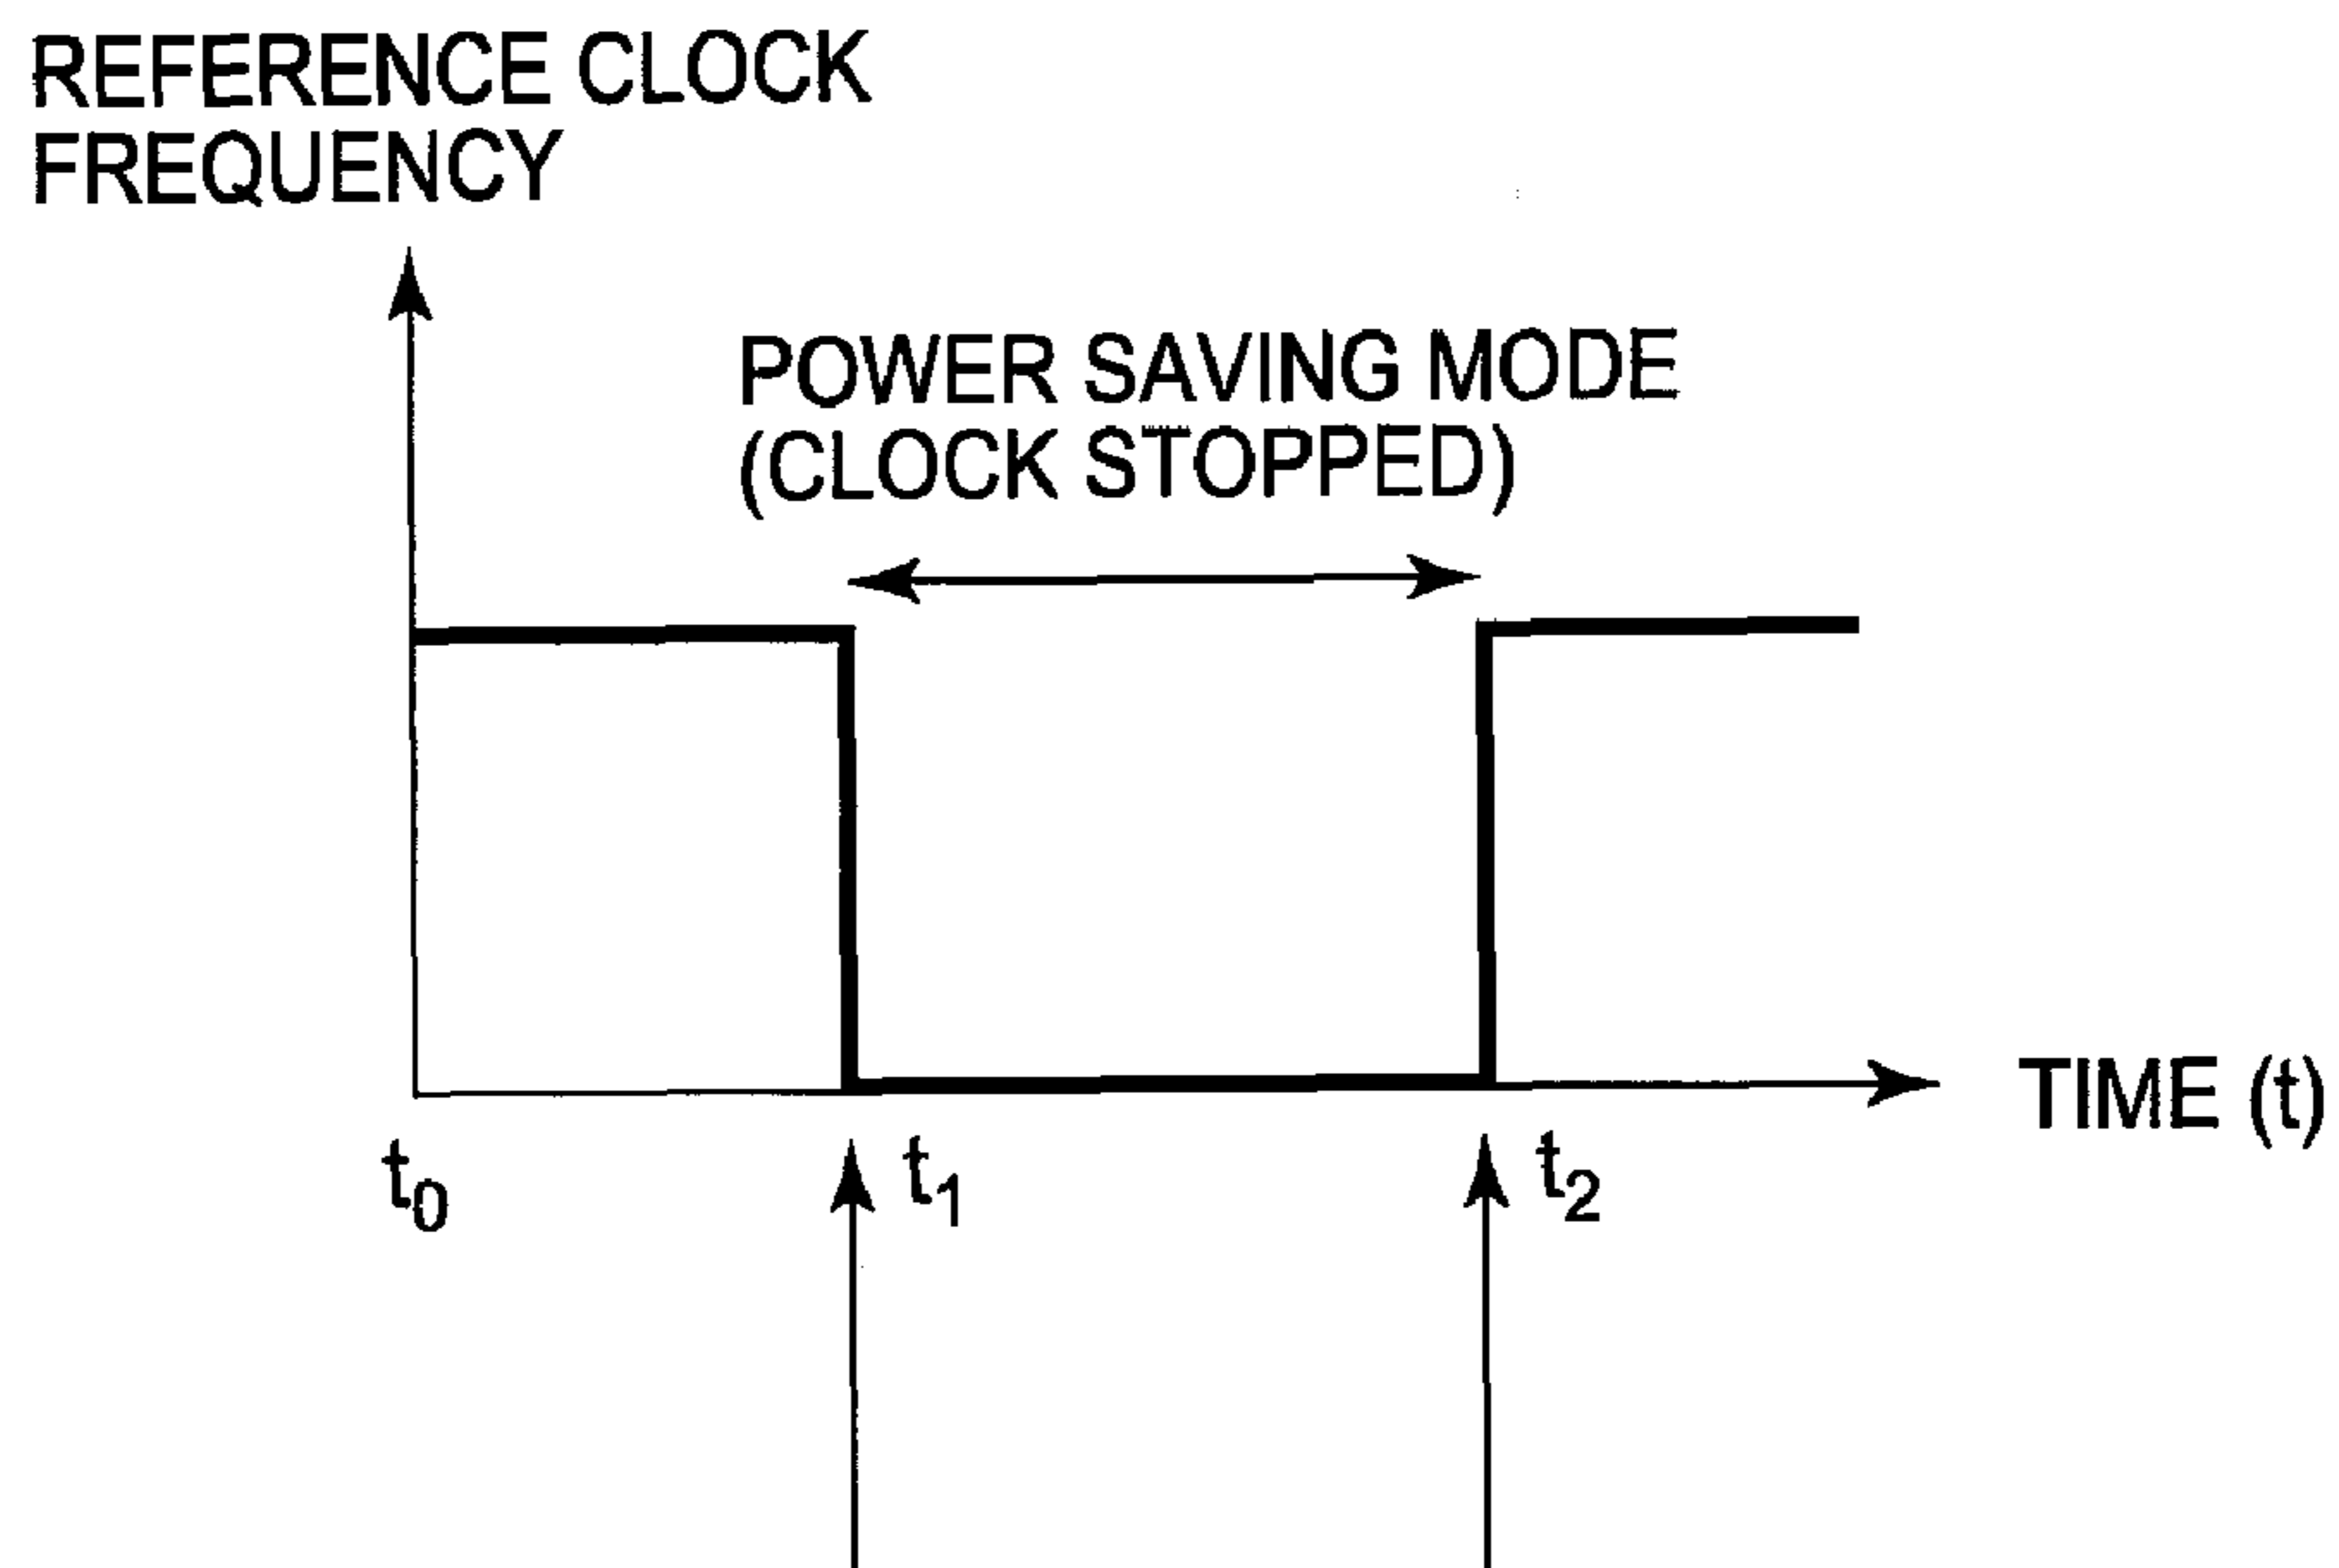 REFERENCE CLOCK
FREQUENCY
POWER SAVING MODE
(CLOCK STOPPED)
TIME (t)
t0
t1
t2